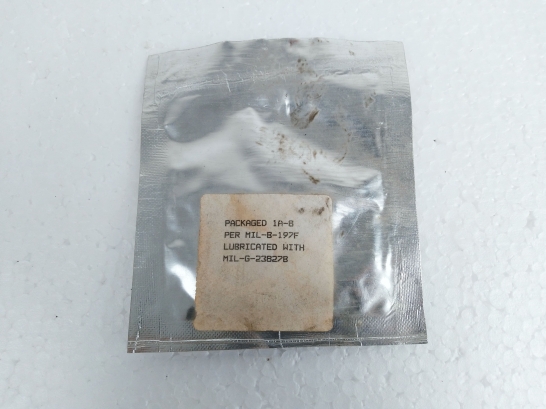 PACKAGED 1A-8
PER MIL-B-197F
LUBRICATED WITH
MIL-G-23827B